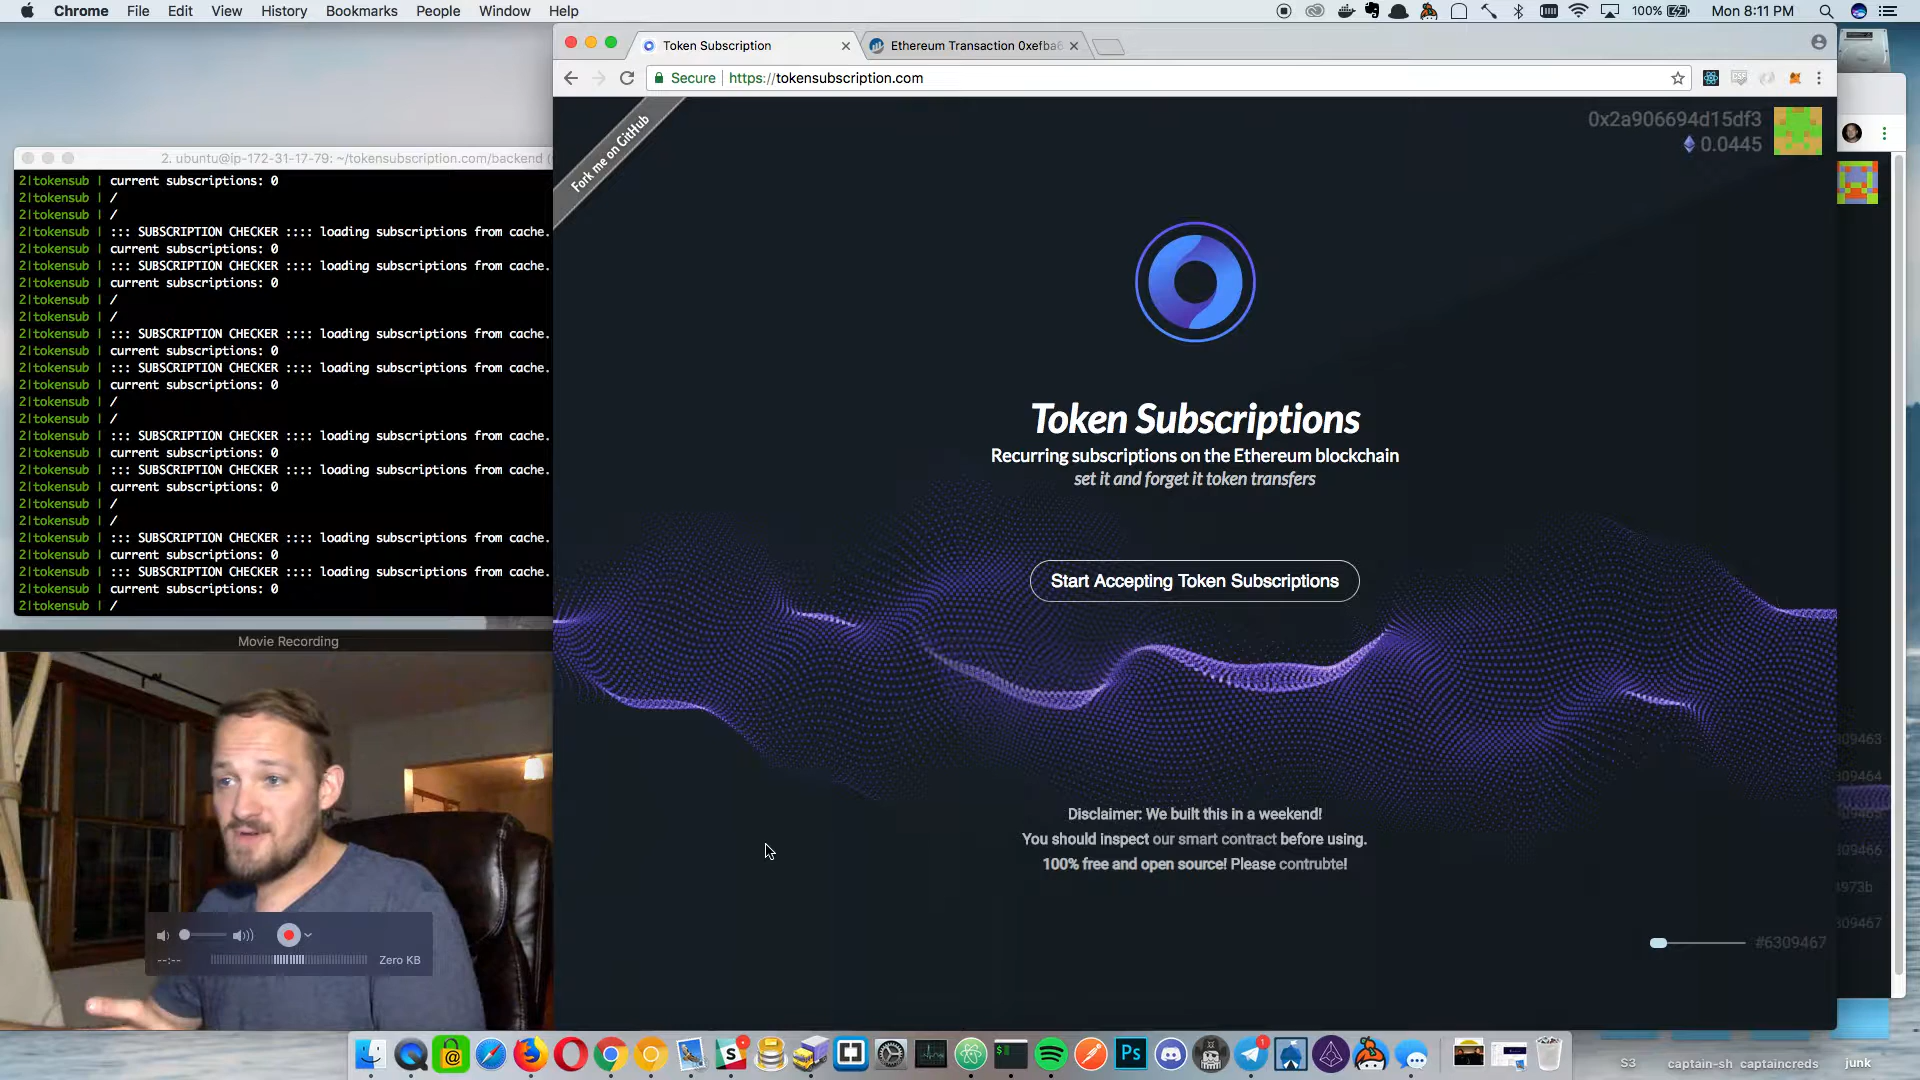 Chrome File Edit View History Bookmarks People Window Help
100% Mon 8:11 PM
Token Subscription
Ethereum Transaction 0xefba
Secure https://tokensubscription.com
Fork me on GitHub
0x2a906694d15df3
0.0445
2. ubuntu@ip-172-31-17-79: ~/tokensubscription.com/backend
2|tokensub | current subscriptions: 0
2|tokensub | /
2|tokensub | /
2|tokensub | ::: SUBSCRIPTION CHECKER :::: loading subscriptions from cache.
2|tokensub | current subscriptions: 0
2|tokensub | ::: SUBSCRIPTION CHECKER :::: loading subscriptions from cache.
2|tokensub | current subscriptions: 0
2|tokensub | /
2|tokensub | /
2|tokensub | ::: SUBSCRIPTION CHECKER :::: loading subscriptions from cache.
2|tokensub | current subscriptions: 0
2|tokensub | ::: SUBSCRIPTION CHECKER :::: loading subscriptions from cache.
2|tokensub | current subscriptions: 0
2|tokensub | /
2|tokensub | /
2|tokensub | ::: SUBSCRIPTION CHECKER :::: loading subscriptions from cache.
2|tokensub | current subscriptions: 0
2|tokensub | ::: SUBSCRIPTION CHECKER :::: loading subscriptions from cache.
2|tokensub | current subscriptions: 0
2|tokensub | /
2|tokensub | /
2|tokensub | ::: SUBSCRIPTION CHECKER :::: loading subscriptions from cache.
2|tokensub | current subscriptions: 0
2|tokensub | ::: SUBSCRIPTION CHECKER :::: loading subscriptions from cache.
2|tokensub | current subscriptions: 0
2|tokensub | /
Token Subscriptions
Recurring subscriptions on the Ethereum blockchain
set it and forget it token transfers
Start Accepting Token Subscriptions
Disclaimer: We built this in a weekend!
You should inspect our smart contract before using.
100% free and open source! Please contrubte!
#6309467
Movie Recording
--:-- Zero KB
309463
309464
309466
4973b
309467
S3 captain-sh captaincreds junk